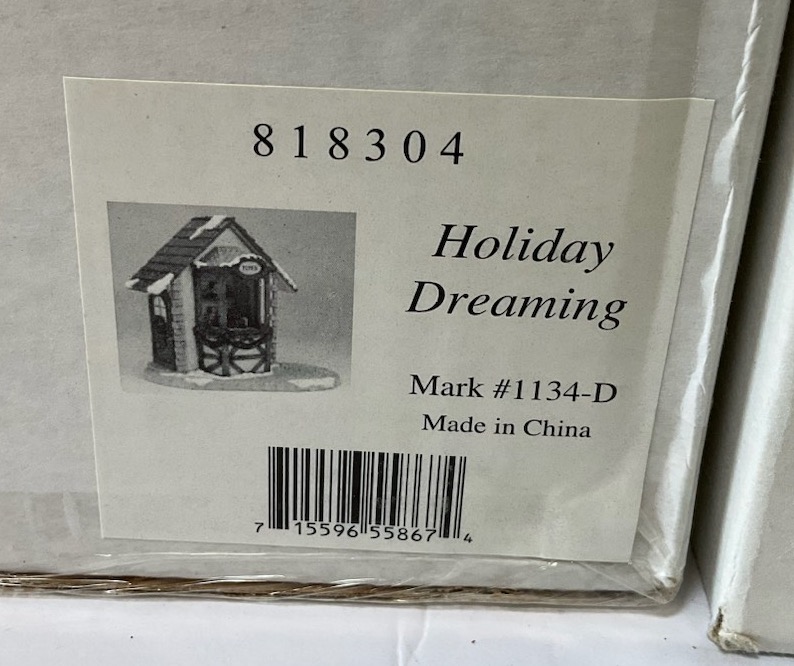 818304
Holiday
Dreaming
Mark #1134-D
Made in China
7 15596 55867 4